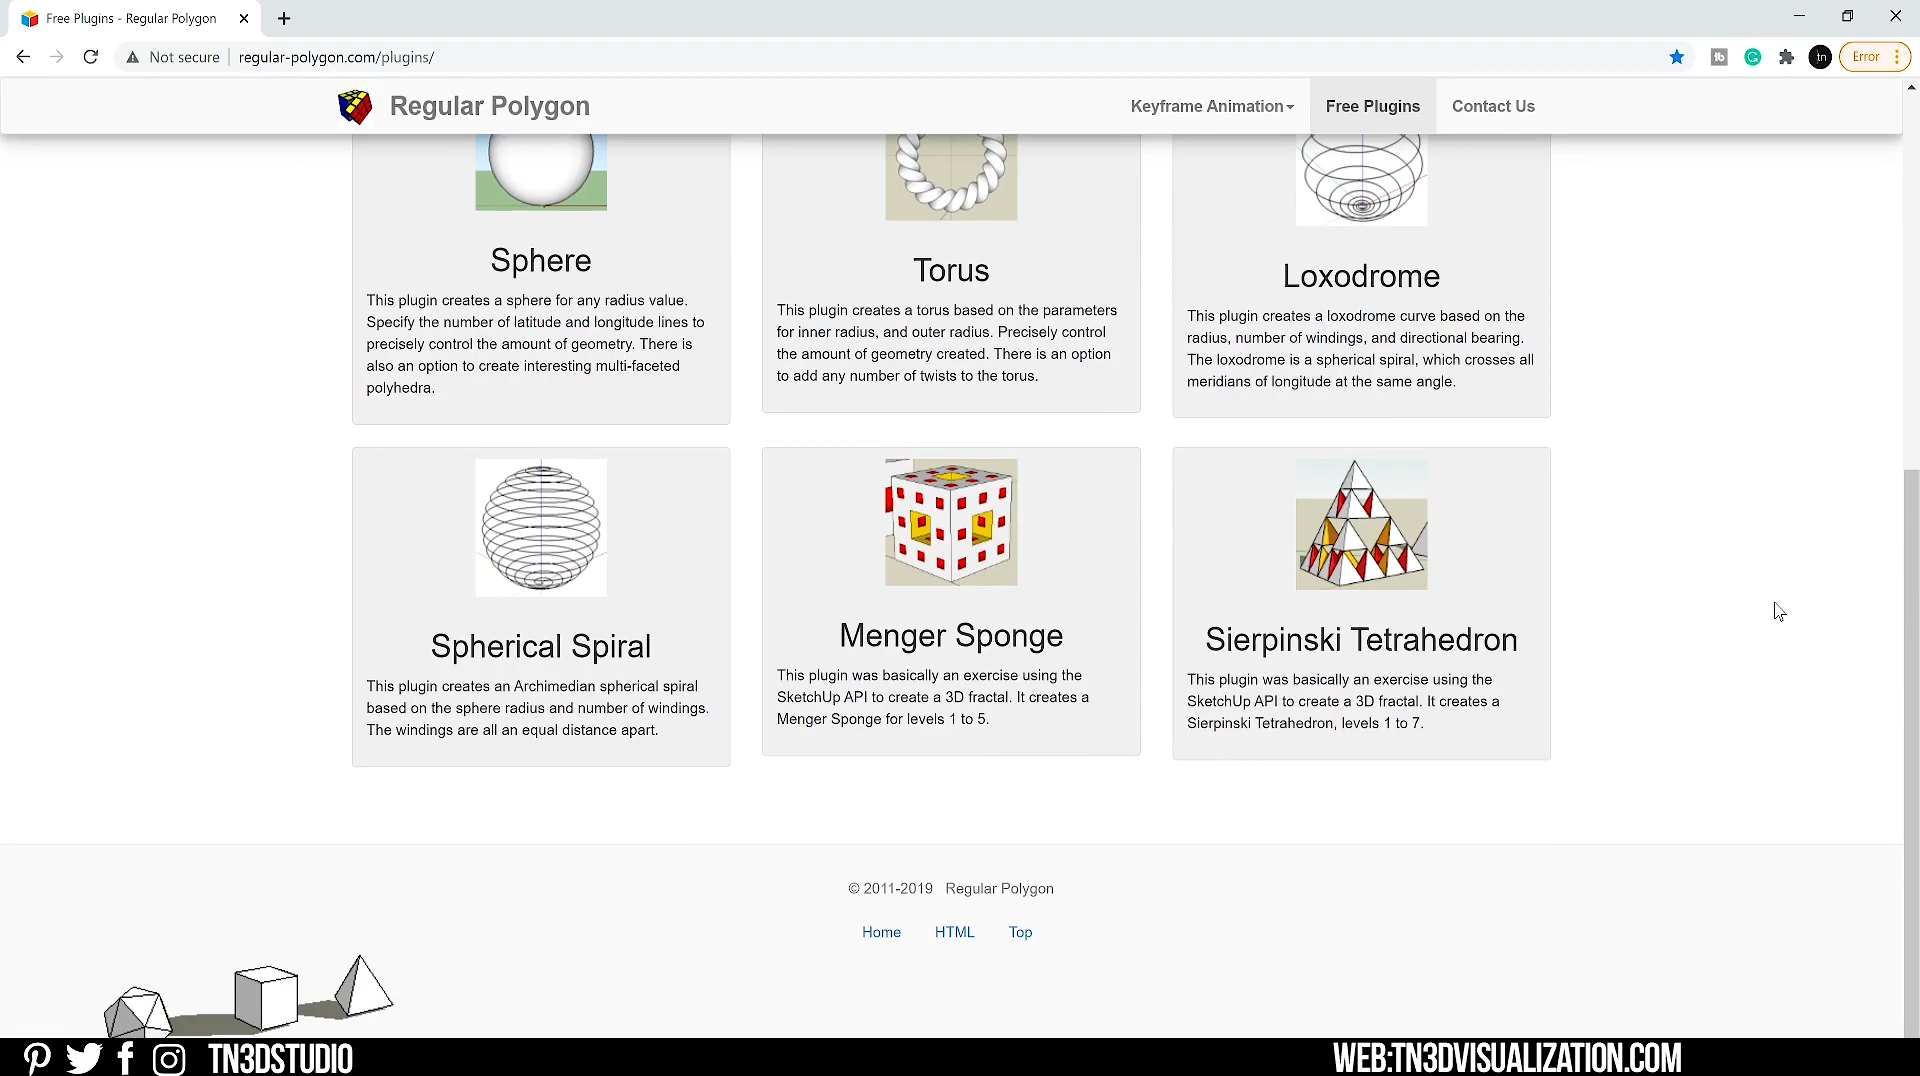 Free Plugins - Regular Polygon
Not secure
regular-polygon.com/plugins/
Error
Regular Polygon
Keyframe Animation
Free Plugins
Contact Us
Sphere
This plugin creates a sphere for any radius value.
Specify the number of latitude and longitude lines to
precisely control the amount of geometry. There is
also an option to create interesting multi-faceted
polyhedra.
Torus
This plugin creates a torus based on the parameters
for inner radius, and outer radius. Precisely control
the amount of geometry created. There is an option
to add any number of twists to the torus.
Loxodrome
This plugin creates a loxodrome curve based on the
radius, number of windings, and directional bearing.
The loxodrome is a spherical spiral, which crosses all
meridians of longitude at the same angle.
Spherical Spiral
This plugin creates an Archimedian spherical spiral
based on the sphere radius and number of windings.
The windings are all an equal distance apart.
Menger Sponge
This plugin was basically an exercise using the
SketchUp API to create a 3D fractal. It creates a
Menger Sponge for levels 1 to 5.
Sierpinski Tetrahedron
This plugin was basically an exercise using the
SketchUp API to create a 3D fractal. It creates a
Sierpinski Tetrahedron, levels 1 to 7.
© 2011-2019 Regular Polygon
Home
HTML
Top
TN3DSTUDIO
WEB:TN3DVISUALIZATION.COM